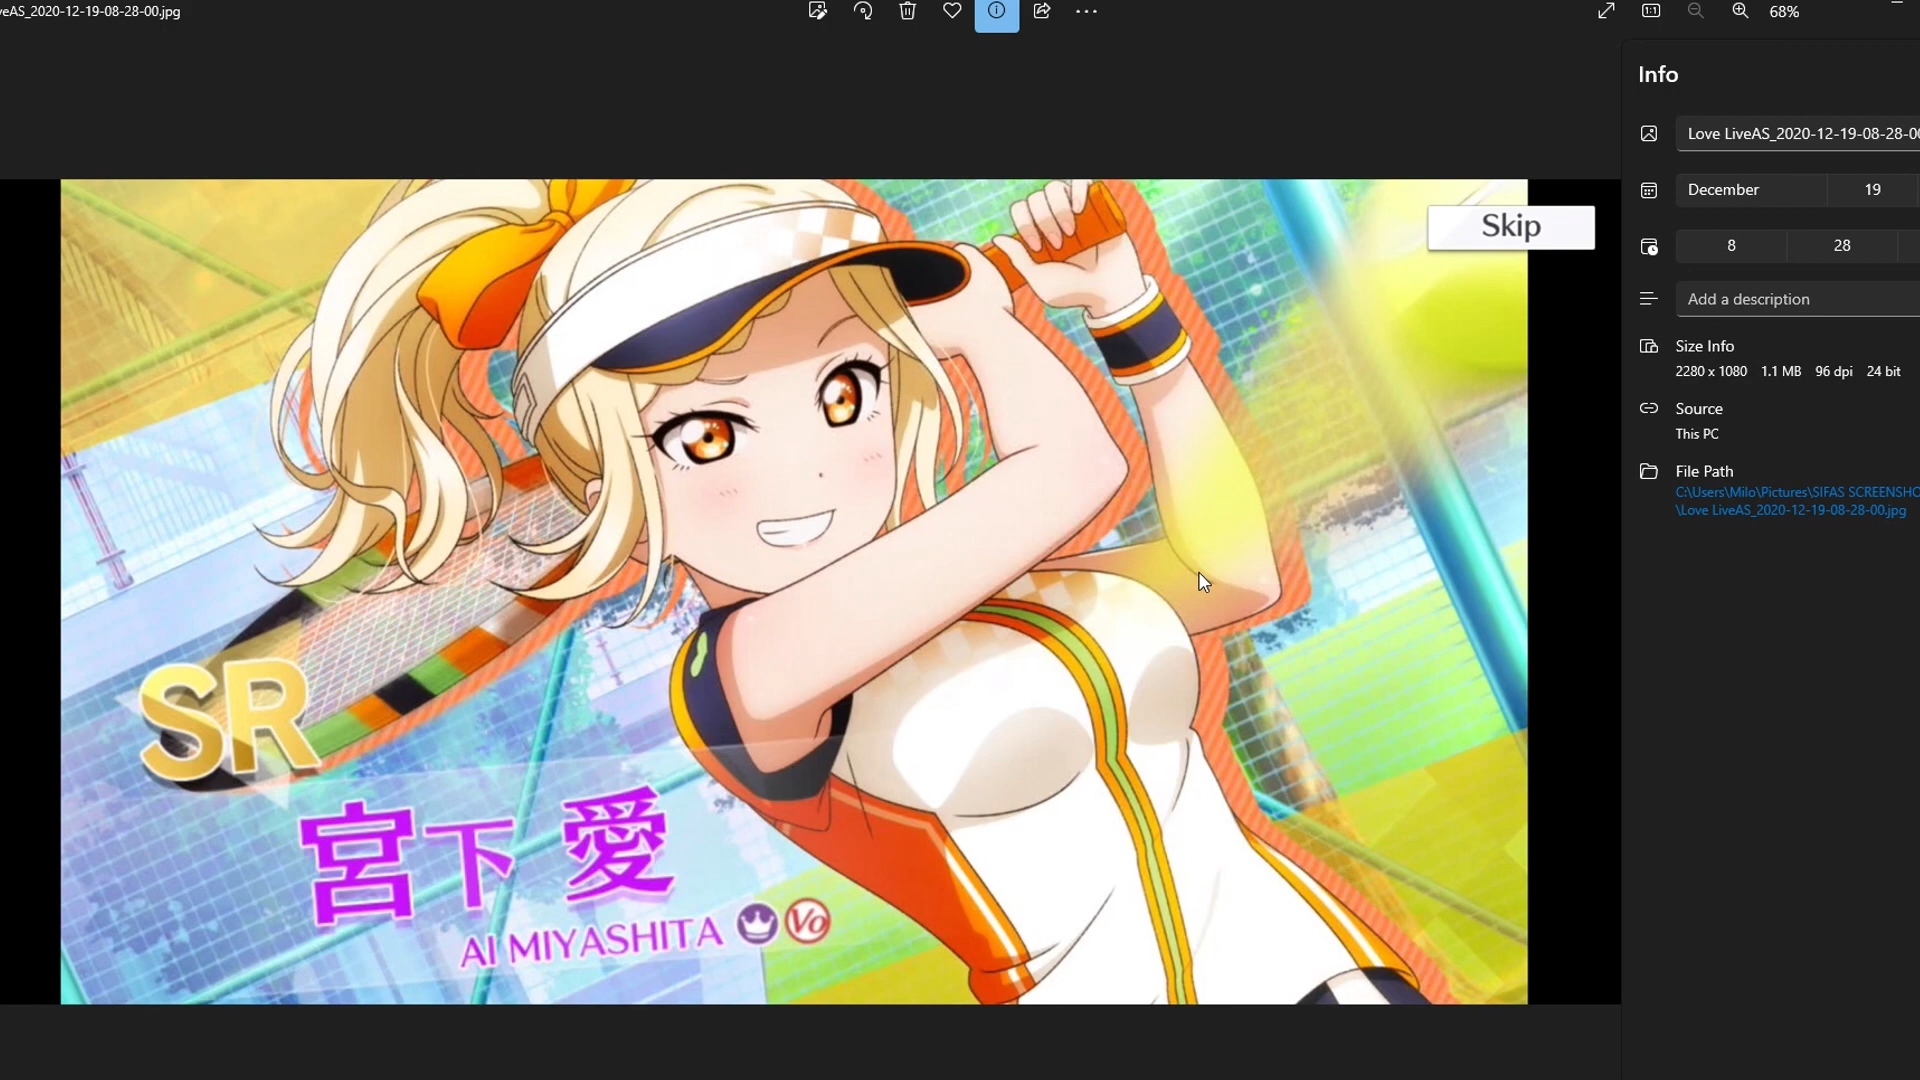 eAS_2020-12-19-08-28-00.jpg
68%
Info
Love LiveAS_2020-12-19-08-28-00
December 19
8 28
Add a description
Size Info
2280 x 1080 1.1 MB 96 dpi 24 bit
Source
This PC
File Path
C:\Users\Milo\Pictures\SIFAS SCREENSHO
\Love LiveAS_2020-12-19-08-28-00.jpg
Skip
SR
宮下 愛
AI MIYASHITA Vo